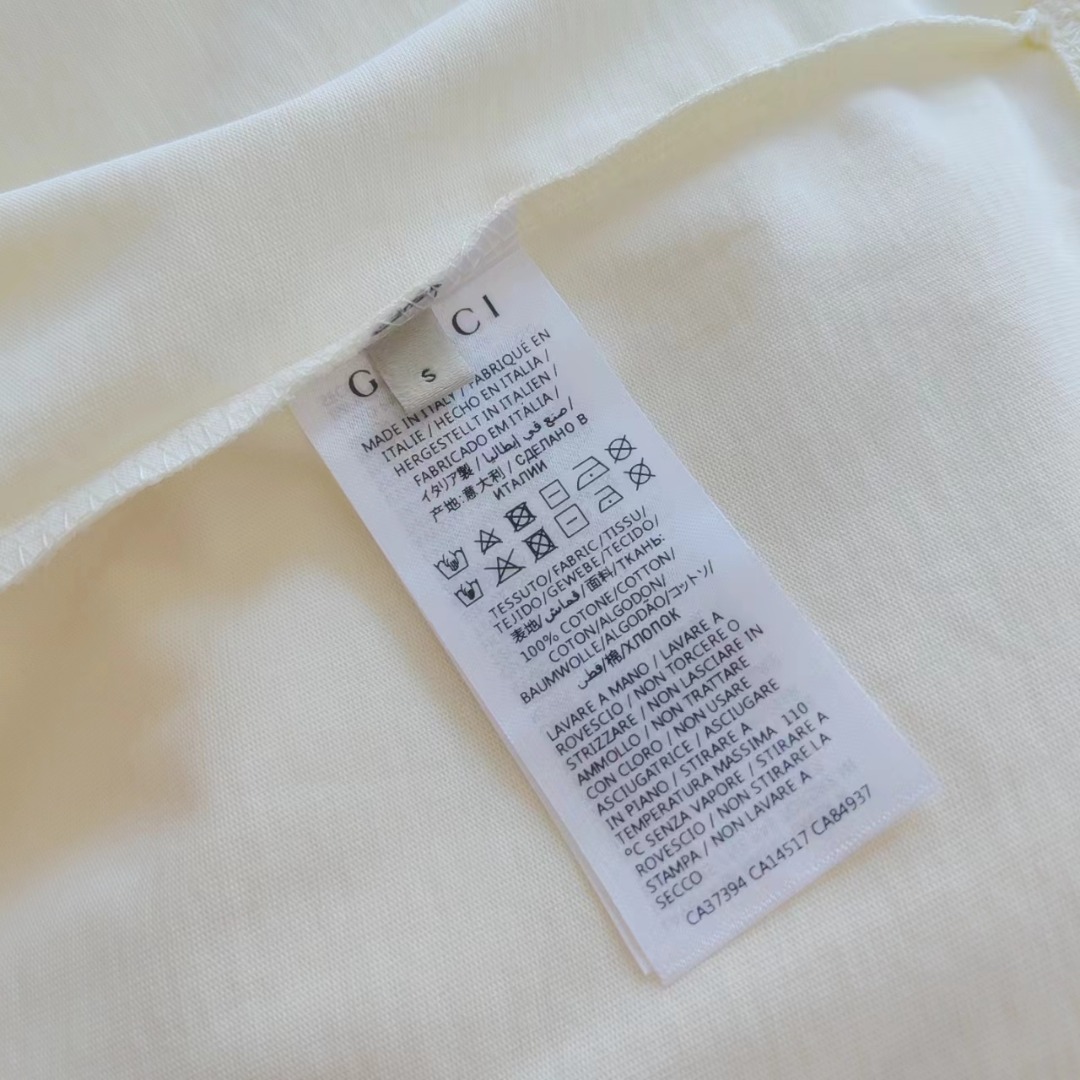 G CI
S
MADE IN ITALY / FABRIQUÉ EN
ITALIE / HECHO EN ITALIA /
HERGESTELLT IN ITALIEN /
FABRICADO EM ITALIA /
イタリア製 / صنع في إيطاليا /
产地:意大利 / СДЕЛАНО В
ИТАЛИИ
TESSUTO/FABRIC/TISSU/
TEJIDO/GEWEBE/TECIDO/
表地/قماش/面料/ТКАНЬ:
100% COTONE/COTTON/
COTON/ALGODON/
BAUMWOLLE/ALGODÃO/コットン/
قطن/棉/ХЛОПОК
LAVARE A MANO / LAVARE A
ROVESCIO / NON TORCERE O
STRIZZARE / NON LASCIARE IN
AMMOLLO / NON TRATTARE
CON CLORO / NON USARE
ASCIUGATRICE / ASCIUGARE
IN PIANO / STIRARE A
TEMPERATURA MASSIMA 110
°C SENZA VAPORE / STIRARE A
ROVESCIO / NON STIRARE LA
STAMPA / NON LAVARE A
SECCO
CA37394 CA14517 CA84937